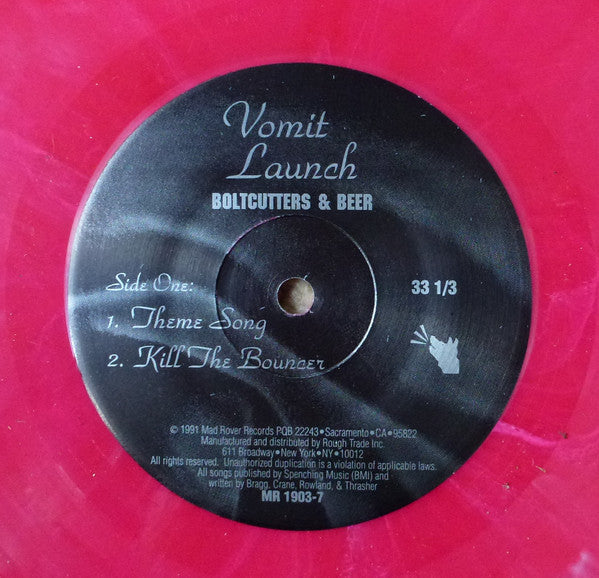 Vomit
Launch
BOLTCUTTERS & BEER
Side One:
33 1/3
1. Theme Song
2. Kill The Bouncer
© 1991 Mad Rover Records POB 22243•Sacramento•CA•95822
Manufactured and distributed by Rough Trade Inc.
611 Broadway•New York•NY•10012
All rights reserved. Unauthorized duplication is a violation of applicable laws.
All songs published by Spenching Music (BMI) and
written by Bragg, Crane, Rowland, & Thrasher
MR 1903-7